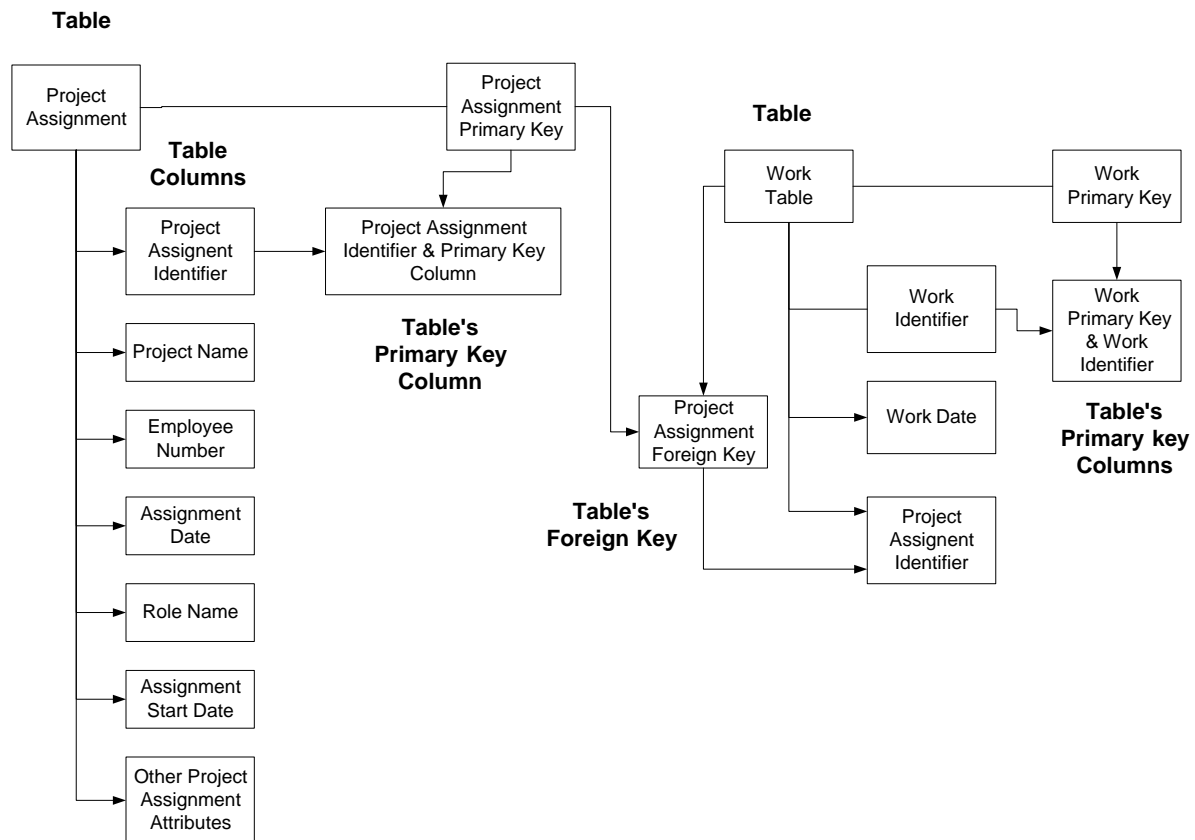 Table
Project
Assignment
Project
Assignment
Primary Key
Table
Table
Columns
Work
Table
Work
Primary Key
Project
Assignent
Identifier
Project Assignment
Identifier & Primary Key
Column
Work
Identifier
Work
Primary Key
& Work
Identifier
Project Name
Table's
Primary Key
Column
Employee
Number
Project
Assignment
Foreign Key
Work Date
Table's
Primary key
Columns
Assignment
Date
Table's
Foreign Key
Project
Assignent
Identifier
Role Name
Assignment
Start Date
Other Project
Assignment
Attributes